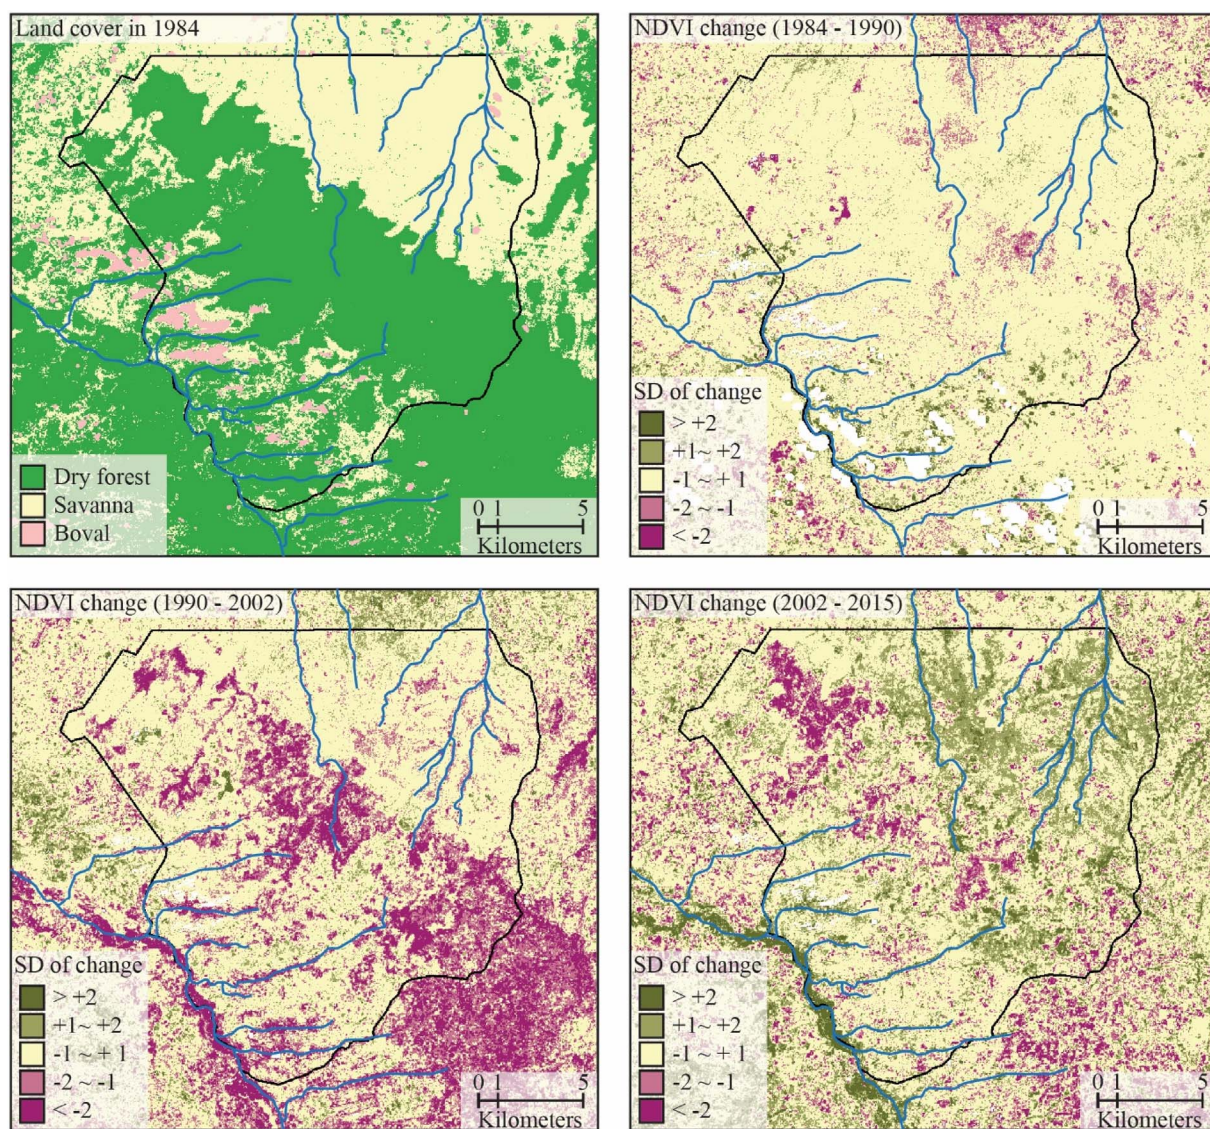 Land cover in 1984
Dry forest
Savanna
Boval
0 1 5
Kilometers
NDVI change (1984 - 1990)
SD of change
> +2
+1~ +2
-1 ~ + 1
-2 ~ -1
< -2
0 1 5
Kilometers
NDVI change (1990 - 2002)
SD of change
> +2
+1~ +2
-1 ~ + 1
-2 ~ -1
< -2
0 1 5
Kilometers
NDVI change (2002 - 2015)
SD of change
> +2
+1~ +2
-1 ~ + 1
-2 ~ -1
< -2
0 1 5
Kilometers